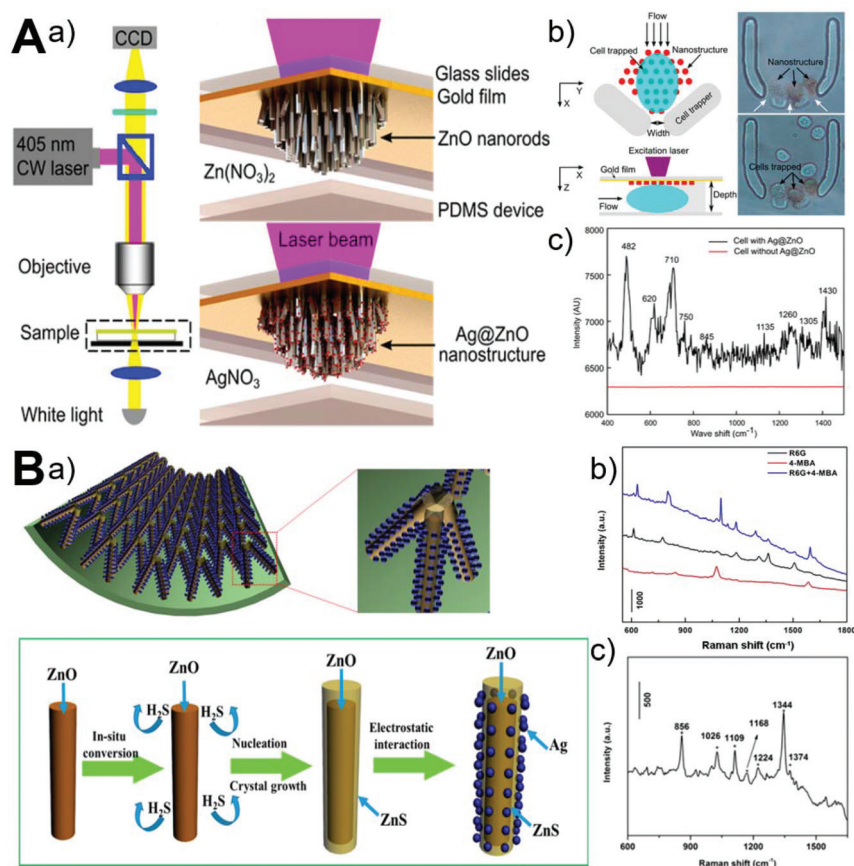 A a)
CCD
405 nm
CW laser
Objective
Sample
White light
Glass slides
Gold film
ZnO nanorods
Zn(NO₃)₂
PDMS device
Laser beam
Ag@ZnO
nanostructure
AgNO₃
b)
Flow
Cell trapped
Nanostructure
Y
X
Cell trapper
Width
Excitation laser
Gold film
X
Z
Flow
Depth
Nanostructure
Cells trapped
c)
Intensity (AU)
8000
7500
7000
6500
6000
Cell with Ag@ZnO
Cell without Ag@ZnO
482
620
710
750
845
1135
1260
1305
1430
400 600 800 1000 1200 1400
Wave shift (cm⁻¹)
B a)
ZnO
In-situ
conversion
ZnO
H₂S
H₂S
H₂S
H₂S
Nucleation
Crystal growth
ZnO
ZnS
Electrostatic
interaction
ZnO
Ag
ZnS
b)
Intensity (a.u.)
R6G
4-MBA
R6G+4-MBA
1000
600 900 1200 1500 1800
Raman shift (cm⁻¹)
c)
Intensity (a.u.)
500
856
1026
1109
1168
1224
1344
1374
600 750 900 1050 1200 1350 1500 1650
Raman shift (cm⁻¹)